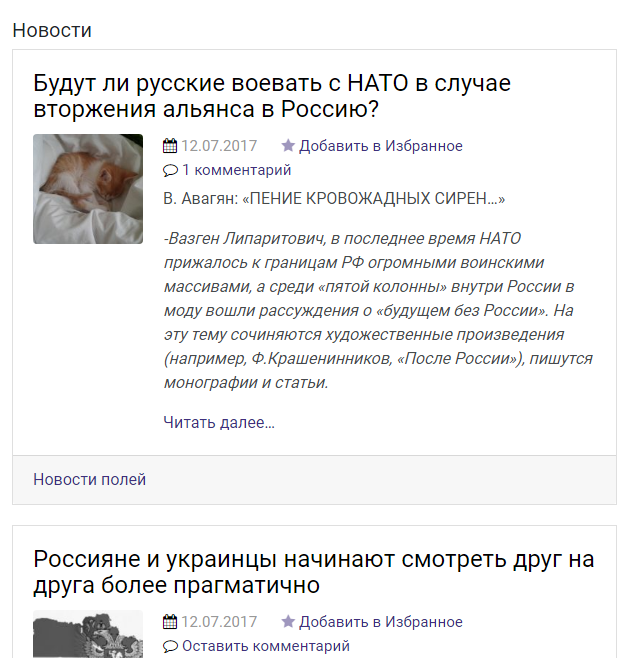 Новости
Будут ли русские воевать с НАТО в случае
вторжения альянса в Россию?
12.07.2017 Добавить в Избранное
1 комментарий
В. Авагян: «ПЕНИЕ КРОВОЖАДНЫХ СИРЕН…»
-Вазген Липаритович, в последнее время НАТО
прижалось к границам РФ огромными воинскими
массивами, а среди «пятой колонны» внутри России в
моду вошли рассуждения о «будущем без России». На
эту тему сочиняются художественные произведения
(например, Ф.Крашенинников, «После России»), пишутся
монографии и статьи.
Читать далее…
Новости полей
Россияне и украинцы начинают смотреть друг на
друга более прагматично
12.07.2017 Добавить в Избранное
Оставить комментарий